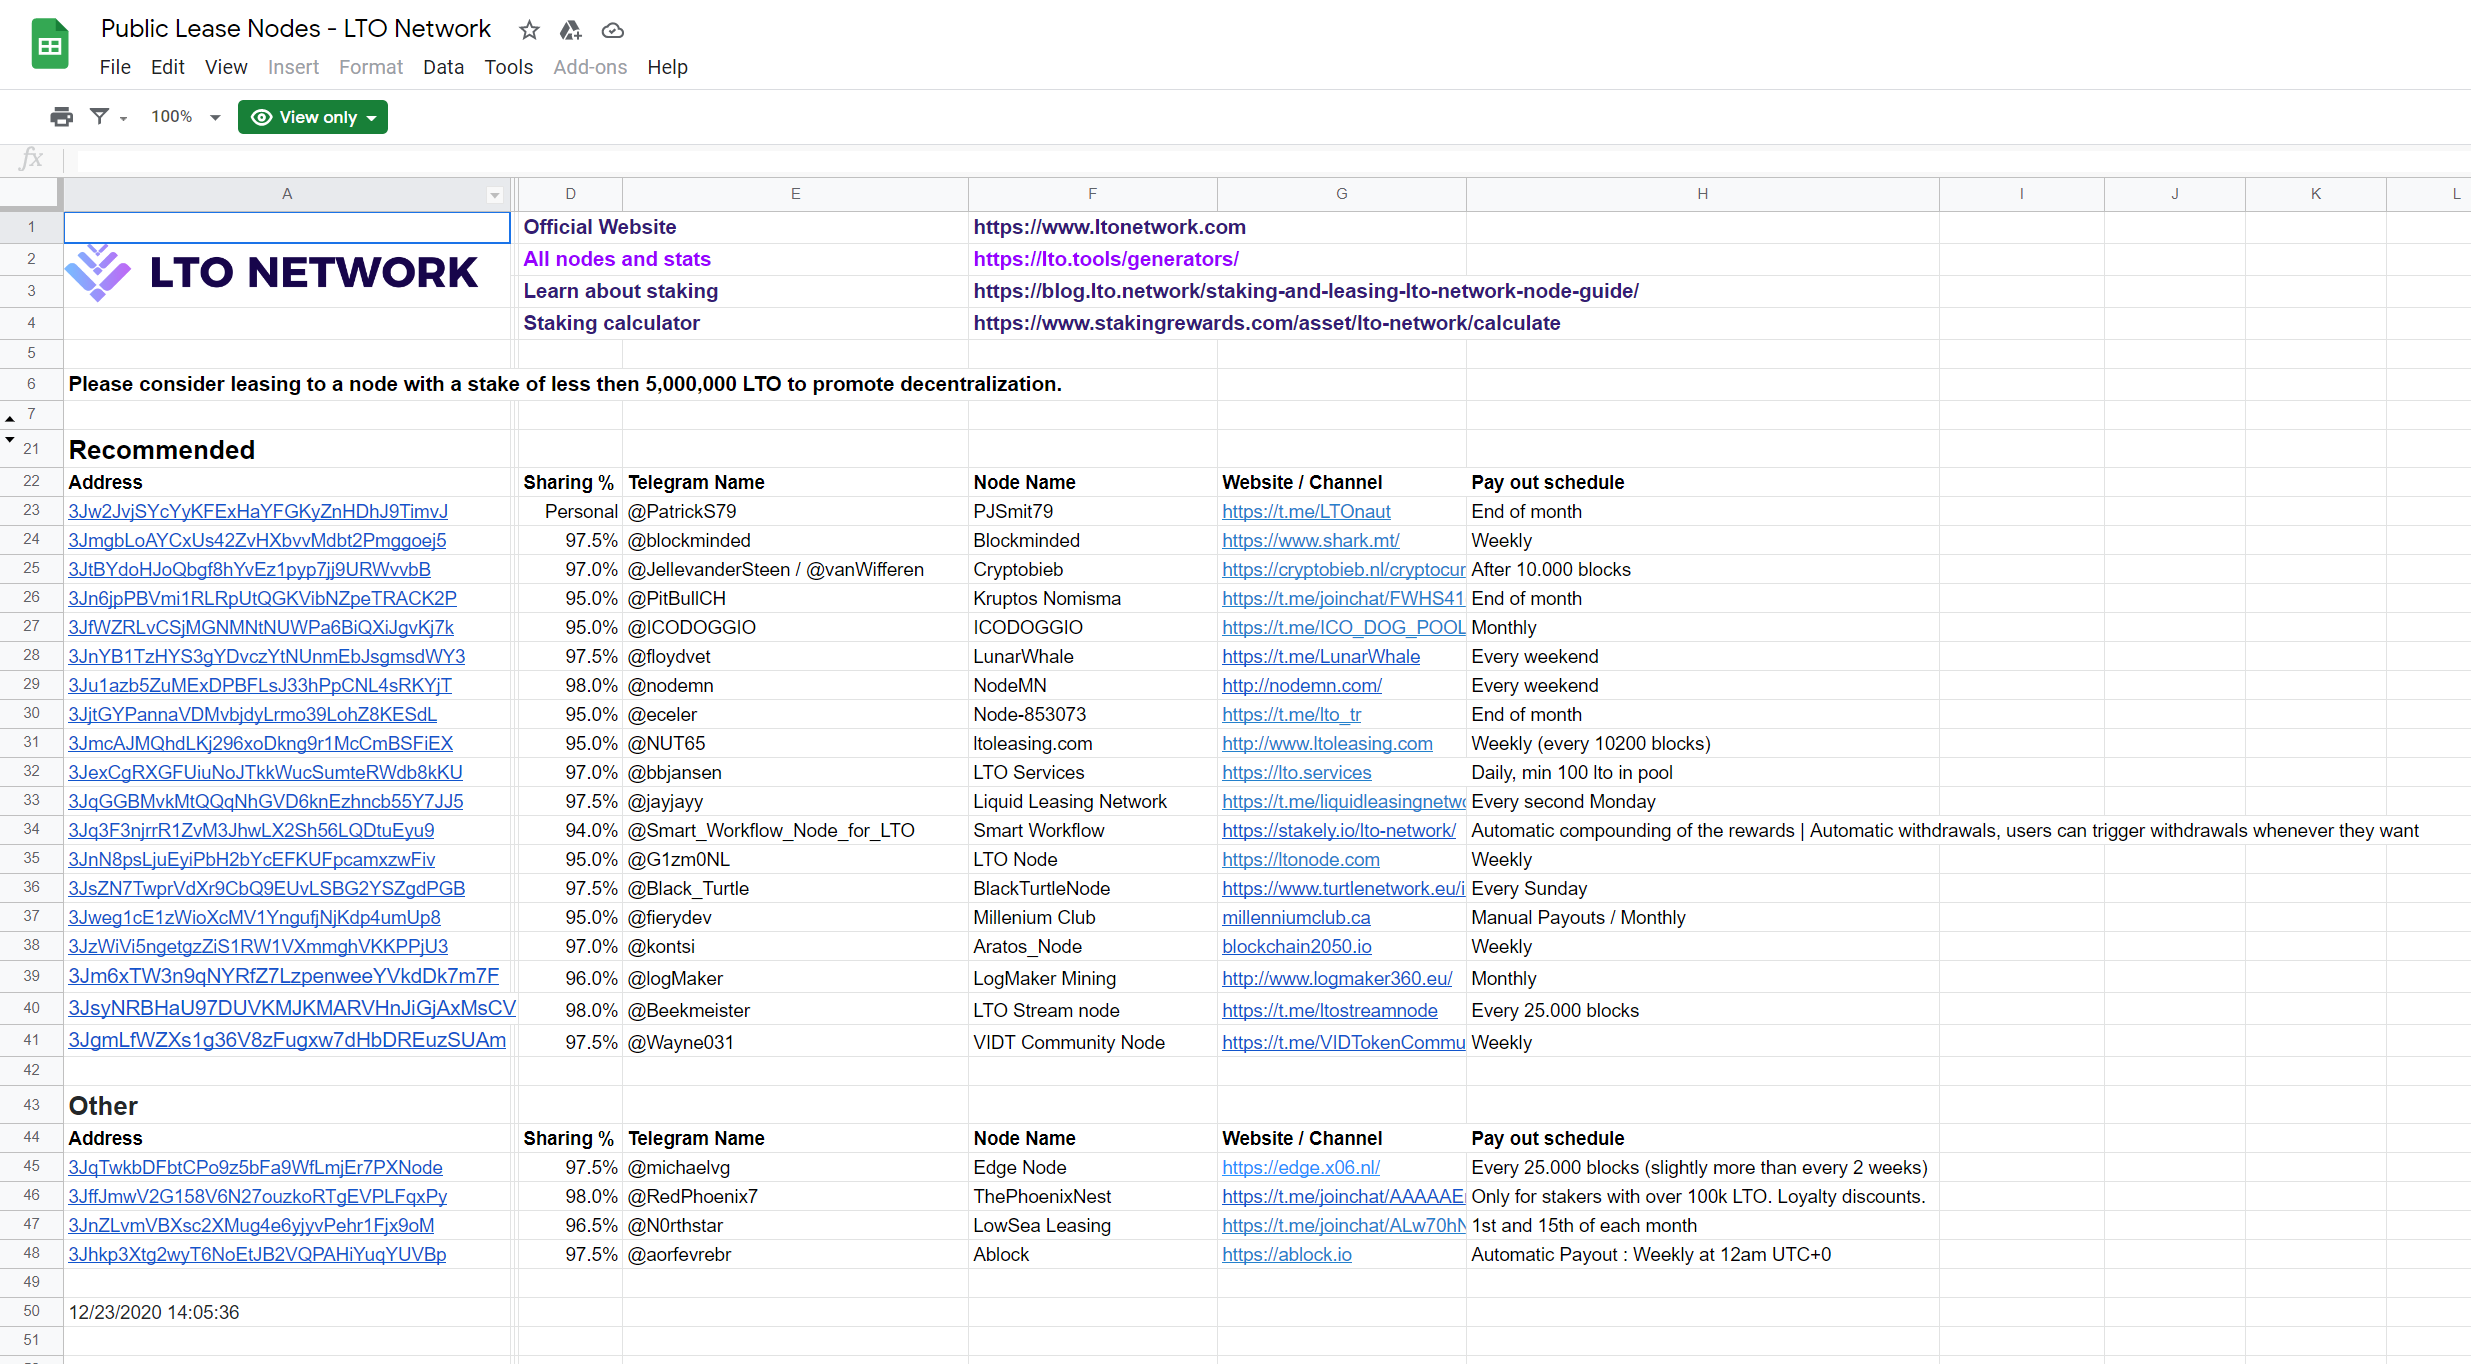 Public Lease Nodes - LTO Network
File Edit View Insert Format Data Tools Add-ons Help
100% View only
fx
A D E F G H I J K L
1 Official Website https://www.ltonetwork.com
2 All nodes and stats https://lto.tools/generators/
LTO NETWORK
3 Learn about staking https://blog.lto.network/staking-and-leasing-lto-network-node-guide/
4 Staking calculator https://www.stakingrewards.com/asset/lto-network/calculate
5
6 Please consider leasing to a node with a stake of less then 5,000,000 LTO to promote decentralization.
7
21 Recommended
22 Address Sharing % Telegram Name Node Name Website / Channel Pay out schedule
23 3Jw2JvjSYcYyKFExHaYFGKyZnHDhJ9TimvJ Personal @PatrickS79 PJSmit79 https://t.me/LTOnaut End of month
24 3JmgbLoAYCxUs42ZvHXbvvMdbt2Pmggoej5 97.5% @blockminded Blockminded https://www.shark.mt/ Weekly
25 3JtBYdoHJoQbgf8hYvEz1pyp7jj9URWvvbB 97.0% @JellevanderSteen / @vanWifferen Cryptobieb https://cryptobieb.nl/cryptocur After 10.000 blocks
26 3Jn6jpPBVmi1RLRpUtQGKVibNZpeTRACK2P 95.0% @PitBullCH Kruptos Nomisma https://t.me/joinchat/FWHS41 End of month
27 3JfWZRLvCSjMGNMNtNUWPa6BiQXiJgvKj7k 95.0% @ICODOGGIO ICODOGGIO https://t.me/ICO_DOG_POOL Monthly
28 3JnYB1TzHYS3gYDvczYtNUnmEbJsgmsdWY3 97.5% @floydvet LunarWhale https://t.me/LunarWhale Every weekend
29 3Ju1azb5ZuMExDPBFLsJ33hPpCNL4sRKYjT 98.0% @nodemn NodeMN http://nodemn.com/ Every weekend
30 3JjtGYPannaVDMvbjdyLrmo39LohZ8KESdL 95.0% @eceler Node-853073 https://t.me/lto_tr End of month
31 3JmcAJMQhdLKj296xoDkng9r1McCmBSFiEX 95.0% @NUT65 ltoleasing.com http://www.ltoleasing.com Weekly (every 10200 blocks)
32 3JexCgRXGFUiuNoJTkkWucSumteRWdb8kKU 97.0% @bbjansen LTO Services https://lto.services Daily, min 100 lto in pool
33 3JqGGBMvkMtQQqNhGVD6knEzhncb55Y7JJ5 97.5% @jayjayy Liquid Leasing Network https://t.me/liquidleasingnetwo Every second Monday
34 3Jq3F3njrrR1ZvM3JhwLX2Sh56LQDtuEyu9 94.0% @Smart_Workflow_Node_for_LTO Smart Workflow https://stakely.io/lto-network/ Automatic compounding of the rewards | Automatic withdrawals, users can trigger withdrawals whenever they want
35 3JnN8psLjuEyiPbH2bYcEFKUFpcamxzwFiv 95.0% @G1zm0NL LTO Node https://ltonode.com Weekly
36 3JsZN7TwprVdXr9CbQ9EUvLSBG2YSZgdPGB 97.5% @Black_Turtle BlackTurtleNode https://www.turtlenetwork.eu/i Every Sunday
37 3Jweg1cE1zWioXcMV1YngufjNjKdp4umUp8 95.0% @fierydev Millenium Club millenniumclub.ca Manual Payouts / Monthly
38 3JzWiVi5ngetgzZiS1RW1VXmmghVKKPPjU3 97.0% @kontsi Aratos_Node blockchain2050.io Weekly
39 3Jm6xTW3n9qNYRfZ7LzpenweeYVkdDk7m7F 96.0% @logMaker LogMaker Mining http://www.logmaker360.eu/ Monthly
40 3JsyNRBHaU97DUVKMJKMARVHnJiGjAxMsCV 98.0% @Beekmeister LTO Stream node https://t.me/ltostreamnode Every 25.000 blocks
41 3JgmLfWZXs1g36V8zFugxw7dHbDREuzSUAm 97.5% @Wayne031 VIDT Community Node https://t.me/VIDTokenCommu Weekly
42
43 Other
44 Address Sharing % Telegram Name Node Name Website / Channel Pay out schedule
45 3JqTwkbDFbtCPo9z5bFa9WfLmjEr7PXNode 97.5% @michaelvg Edge Node https://edge.x06.nl/ Every 25.000 blocks (slightly more than every 2 weeks)
46 3JffJmwV2G158V6N27ouzkoRTgEVPLFqxPy 98.0% @RedPhoenix7 ThePhoenixNest https://t.me/joinchat/AAAAAE Only for stakers with over 100k LTO. Loyalty discounts.
47 3JnZLvmVBXsc2XMug4e6yjyvPehr1Fjx9oM 96.5% @N0rthstar LowSea Leasing https://t.me/joinchat/ALw70hN 1st and 15th of each month
48 3Jhkp3Xtg2wyT6NoEtJB2VQPAHiYuqYUVBp 97.5% @aorfevrebr Ablock https://ablock.io Automatic Payout : Weekly at 12am UTC+0
49
50 12/23/2020 14:05:36
51